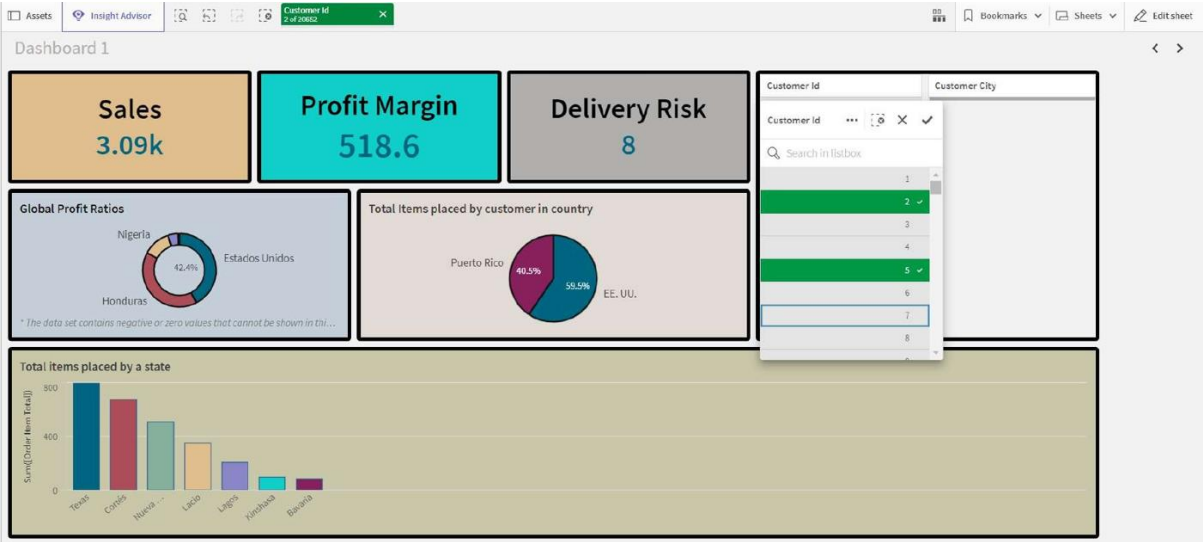 Assets
Insight Advisor
Customer Id
2 of 20652
Bookmarks
Sheets
Edit sheet
Dashboard 1
Sales
3.09k
Profit Margin
518.6
Delivery Risk
8
Customer Id
Customer City
Customer Id
Search in listbox
1
2
3
4
5
6
7
8
Global Profit Ratios
Nigeria
42.4%
Estados Unidos
Honduras
* The data set contains negative or zero values that cannot be shown in thi...
Total Items placed by customer in country
Puerto Rico
40.5%
59.5%
EE. UU.
Total items placed by a state
Sum([Order Item Total])
800
400
0
Texas
Cortés
Nueva ...
Lacio
Lagos
Kinshasa
Bavaria